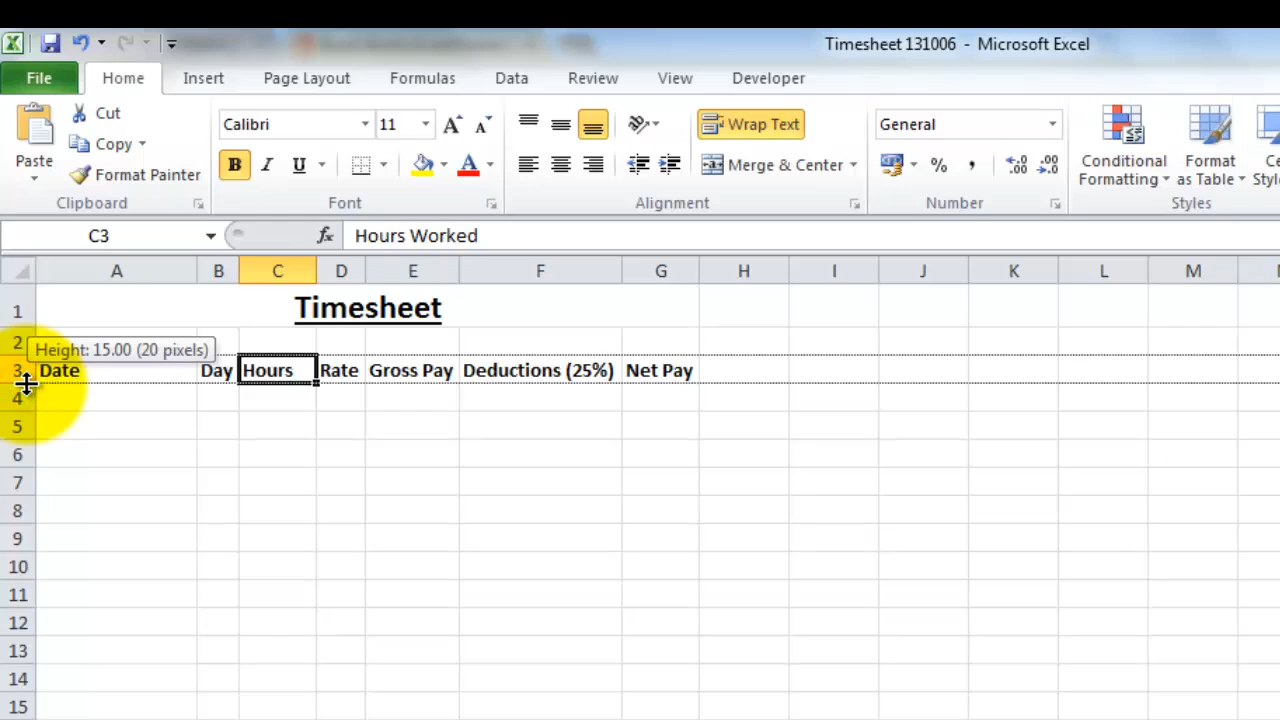 Timesheet 131006 - Microsoft Excel
File Home Insert Page Layout Formulas Data Review View Developer
Cut
Calibri 11 Wrap Text General
Copy
Paste Format Painter B I U Merge & Center % , Conditional Formatting Format as Table
Clipboard Font Alignment Number Styles
C3 fx Hours Worked
A B C D E F G H I J K L M
1 Timesheet
2
Height: 15.00 (20 pixels)
3 Date Day Hours Rate Gross Pay Deductions (25%) Net Pay
4
5
6
7
8
9
10
11
12
13
14
15